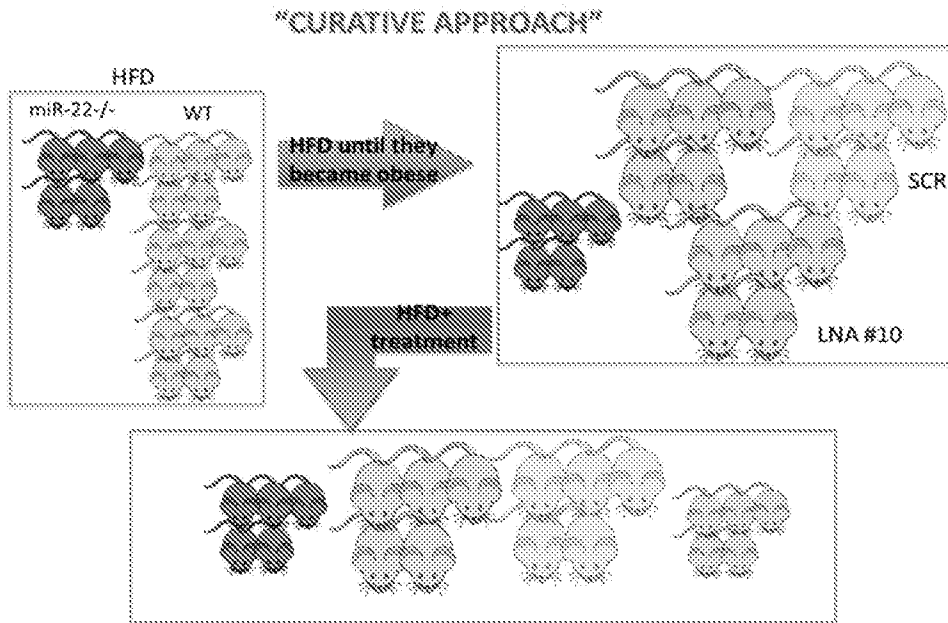 "CURATIVE APPROACH"
HFD
miR-22-/- WT
HFD until they
became obese
SCR
LNA #10
HFD+
treatment